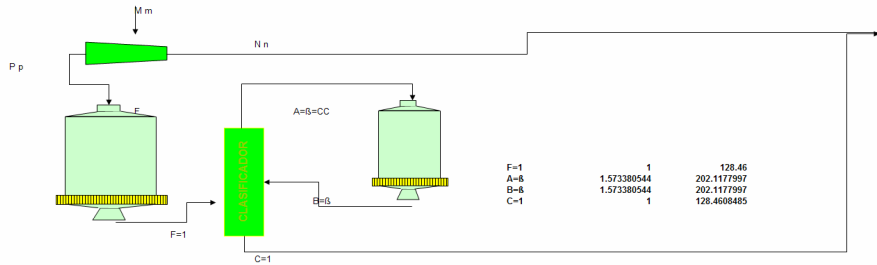 M m
N n
P p
F
A=ß=CC
CLASIFICADOR
B=ß
F=1
C=1
F=1 1 128.46
A=ß 1.573380544 202.1177997
B=ß 1.573380544 202.1177997
C=1 1 128.4608485